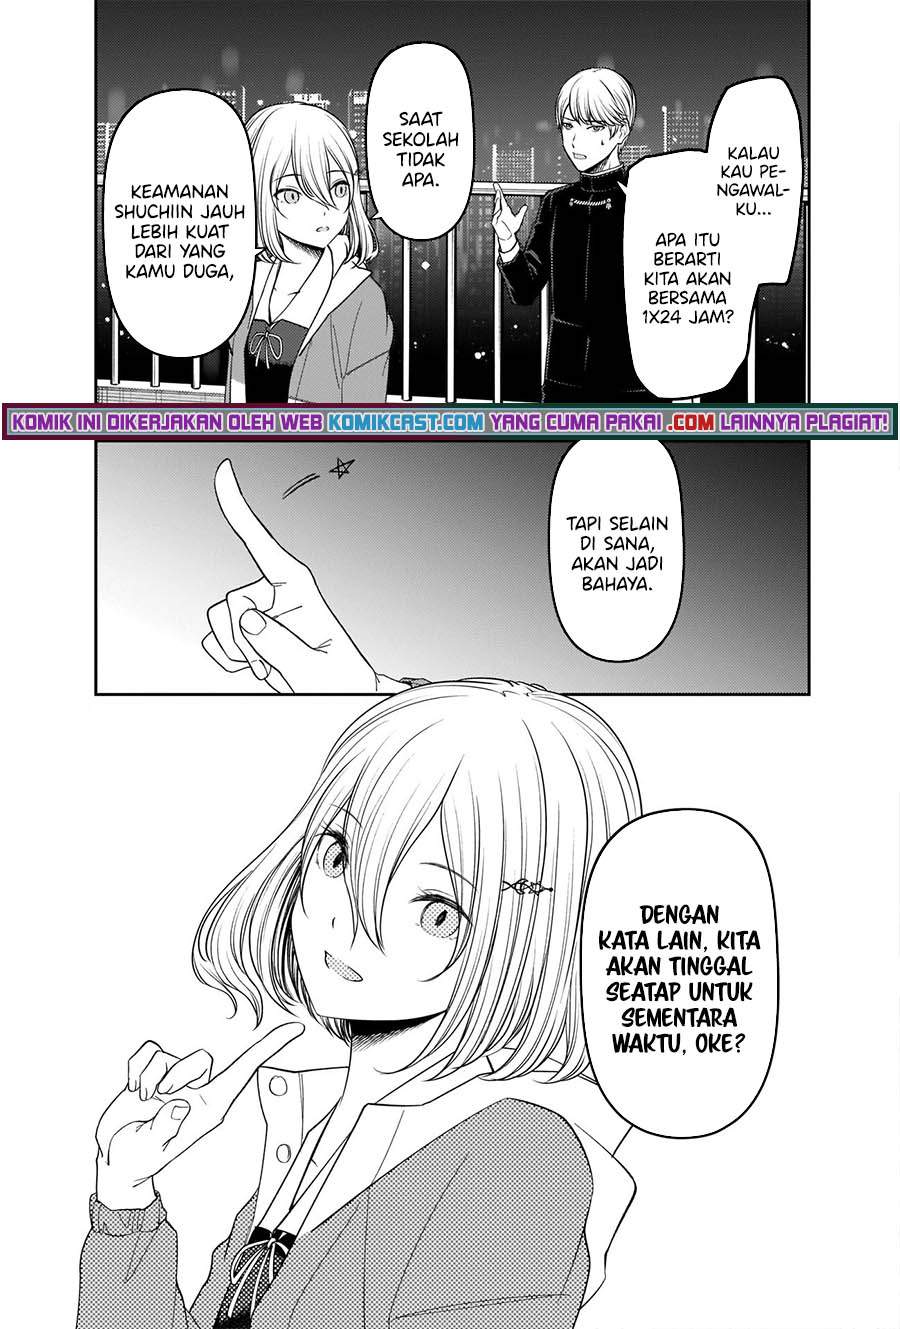 KALAU
KAU PE-
NGAWAL-
KU...
APA ITU
BERARTI
KITA AKAN
BERSAMA
1X24 JAM?
SAAT
SEKOLAH
TIDAK
APA.
KEAMANAN
SHUCHIIN JAUH
LEBIH KUAT
DARI YANG
KAMU DUGA,
KOMIK INI DIKERJAKAN OLEH WEB KOMIKCAST.COM YANG CUMA PAKAI .COM LAINNYA PLAGIAT!
TAPI SELAIN
DI SANA,
AKAN JADI
BAHAYA.
DENGAN
KATA LAIN, KITA
AKAN TINGGAL
SEATAP UNTUK
SEMENTARA
WAKTU, OKE?